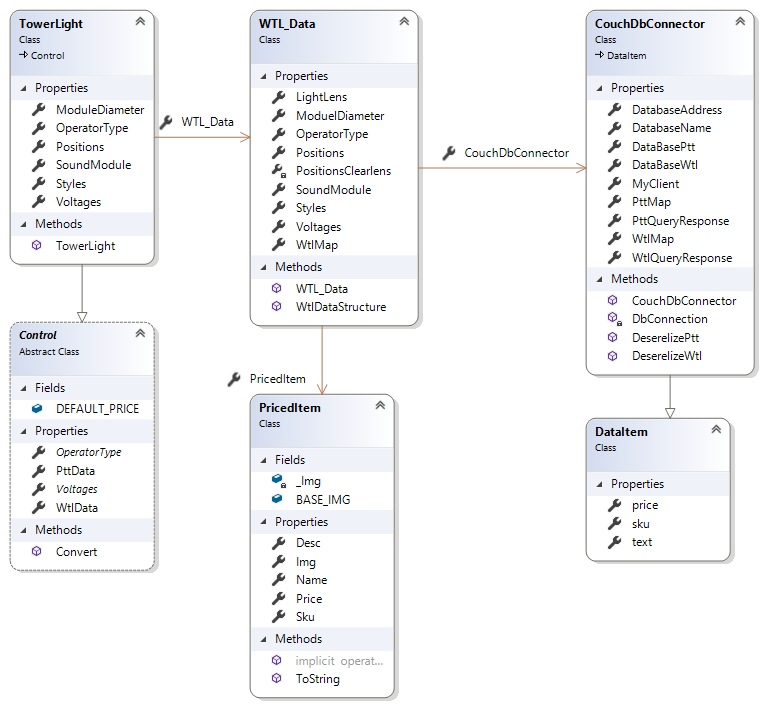 TowerLight
Class
Control
Properties
ModuleDiameter
OperatorType
Positions
SoundModule
Styles
Voltages
Methods
TowerLight
WTL_Data
WTL_Data
Class
Properties
LightLens
ModuelDiameter
OperatorType
Positions
PositionsClearlens
SoundModule
Styles
Voltages
WtlMap
Methods
WTL_Data
WtlDataStructure
CouchDbConnector
CouchDbConnector
Class
DataItem
Properties
DatabaseAddress
DatabaseName
DataBasePtt
DataBaseWtl
MyClient
PttMap
PttQueryResponse
WtlMap
WtlQueryResponse
Methods
CouchDbConnector
DbConnection
DeserelizePtt
DeserelizeWtl
Control
Abstract Class
Fields
DEFAULT_PRICE
Properties
OperatorType
PttData
Voltages
WtlData
Methods
Convert
PricedItem
PricedItem
Class
Fields
_Img
BASE_IMG
Properties
Desc
Img
Name
Price
Sku
Methods
implicit operat...
ToString
DataItem
Class
Properties
price
sku
text